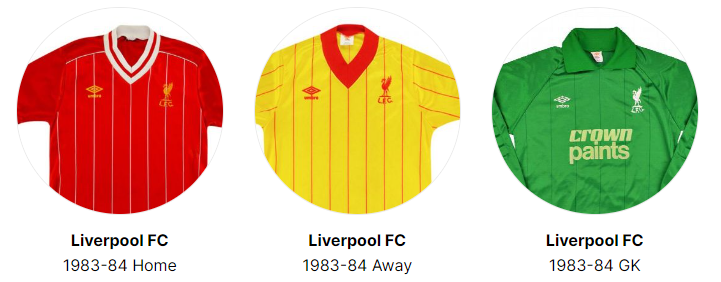 umbro
L.F.C.
umbro
L.F.C.
umbro
crown
paints
Liverpool FC
1983-84 Home
Liverpool FC
1983-84 Away
Liverpool FC
1983-84 GK